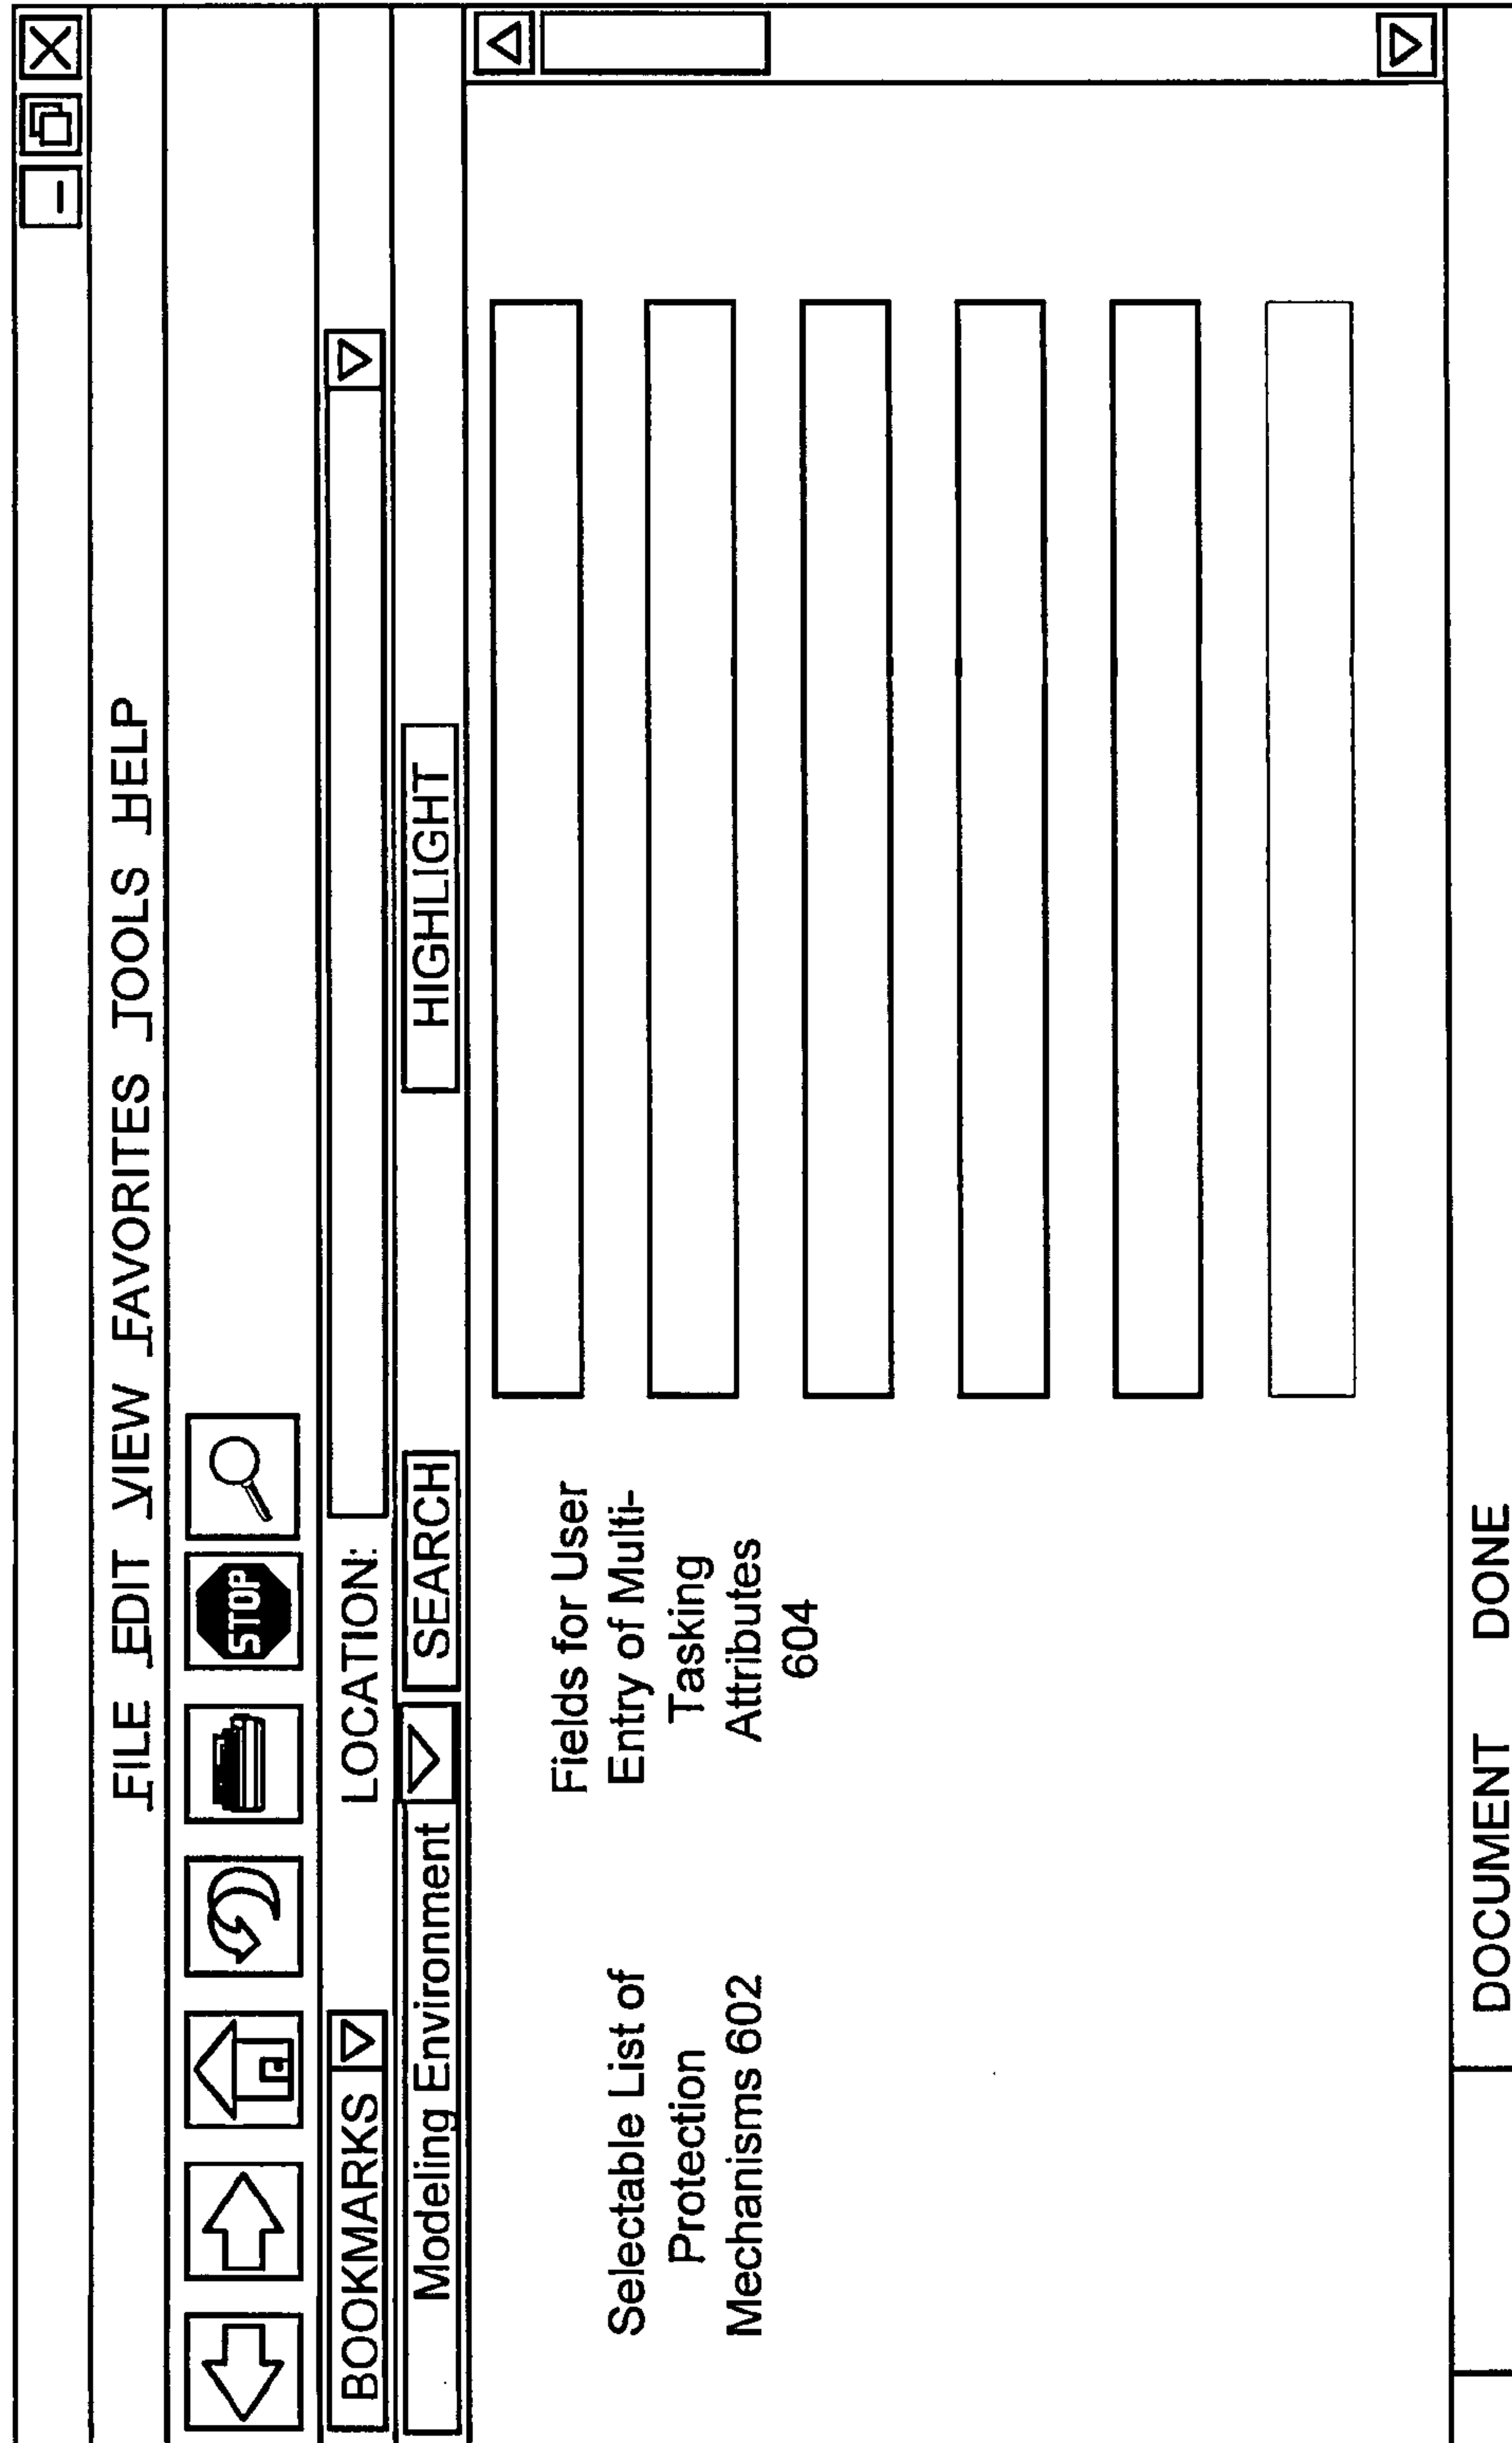 FILE EDIT VIEW FAVORITES TOOLS HELP
STOP
BOOKMARKS LOCATION:
Modeling Environment SEARCH HIGHLIGHT
Selectable List of
Protection
Mechanisms 602
Fields for User
Entry of Multi-
Tasking
Attributes
604
DOCUMENT DONE